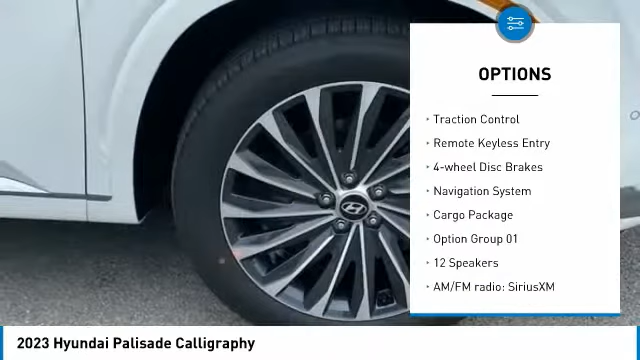 OPTIONS
Traction Control
Remote Keyless Entry
4-wheel Disc Brakes
Navigation System
Cargo Package
Option Group 01
12 Speakers
AM/FM radio: SiriusXM
2023 Hyundai Palisade Calligraphy